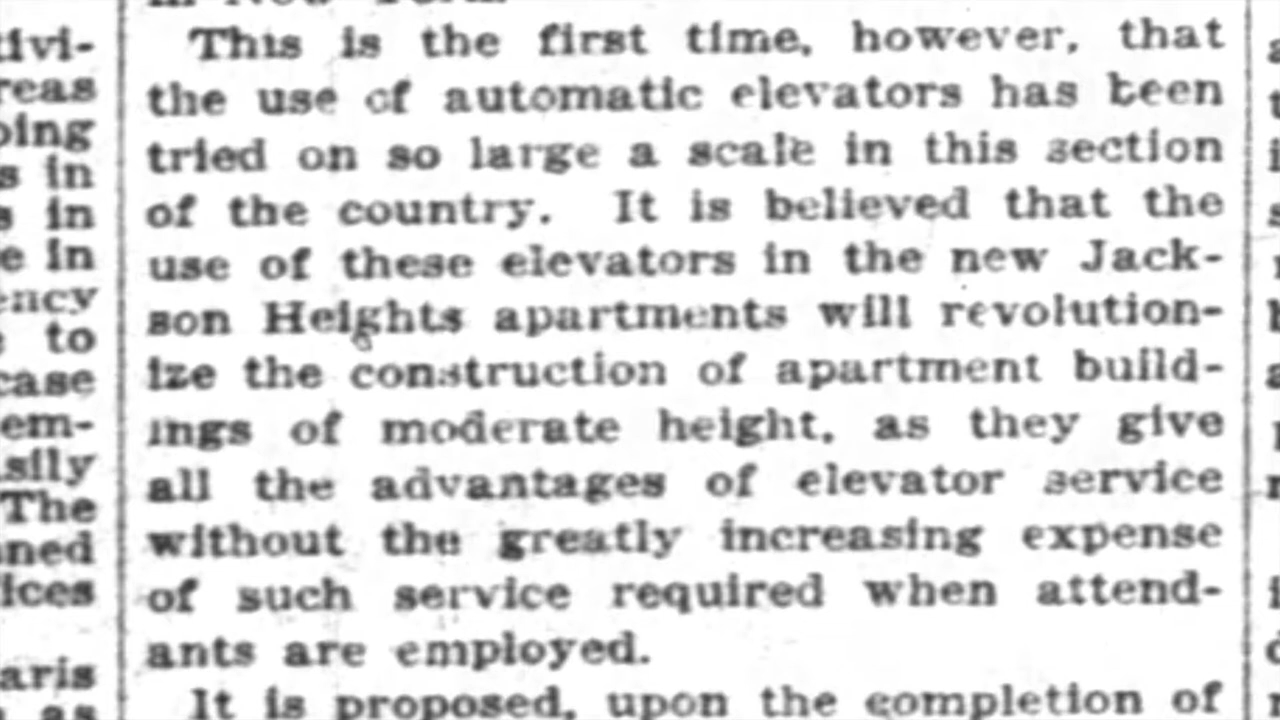 This is the first time, however, that
the use of automatic elevators has been
tried on so large a scale in this section
of the country. It is believed that the
use of these elevators in the new Jack-
son Heights apartments will revolution-
ize the construction of apartment build-
ings of moderate height, as they give
all the advantages of elevator service
without the greatly increasing expense
of such service required when attend-
ants are employed.
It is proposed, upon the completion of